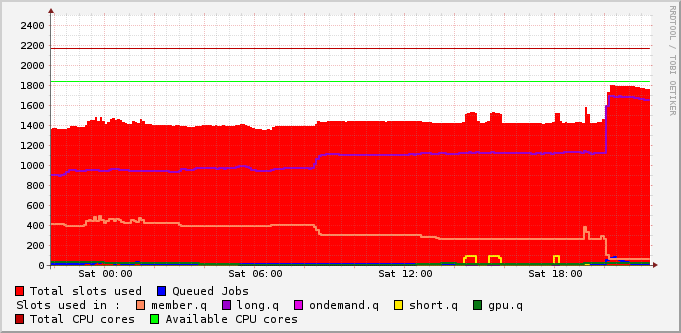 RRDTOOL / TOBI OETIKER
2400
2200
2000
1800
1600
1400
1200
1000
800
600
400
200
0
Sat 00:00 Sat 06:00 Sat 12:00 Sat 18:00
Total slots used Queued Jobs
Slots used in : member.q long.q ondemand.q short.q gpu.q
Total CPU cores Available CPU cores